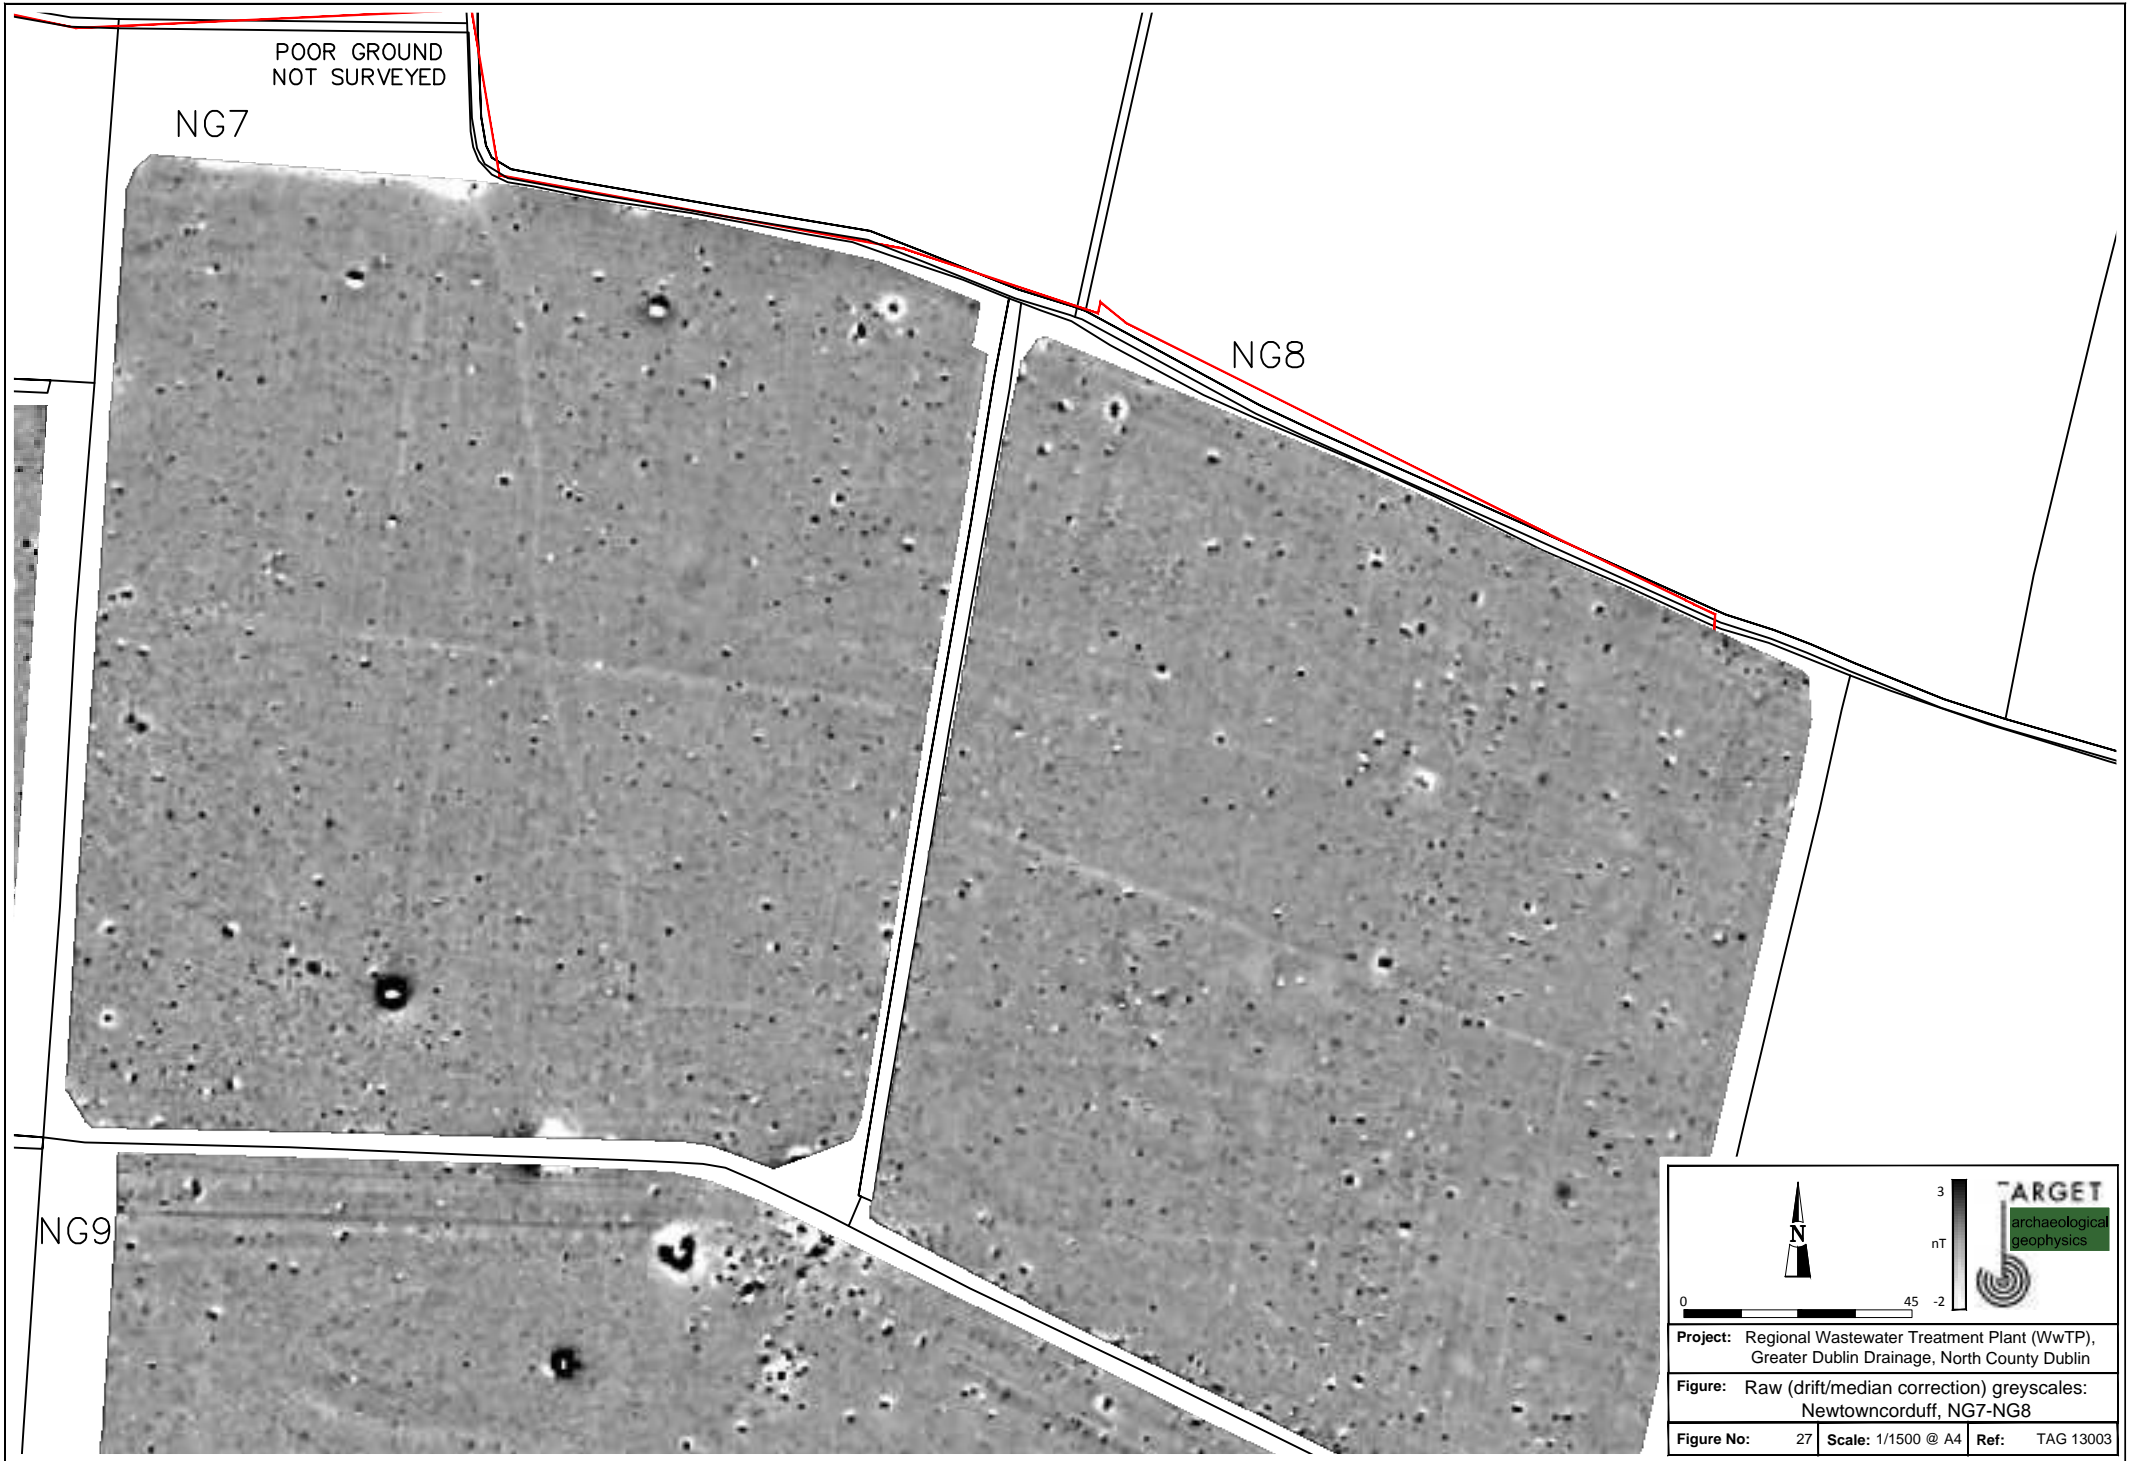 POOR GROUND
NOT SURVEYED
NG7
NG8
NG9
N
3
nT
-2
0 45
TARGET
archaeological
geophysics
Project: Regional Wastewater Treatment Plant (WwTP),
Greater Dublin Drainage, North County Dublin
Figure: Raw (drift/median correction) greyscales:
Newtowncorduff, NG7-NG8
Figure No: 27 Scale: 1/1500 @ A4 Ref: TAG 13003